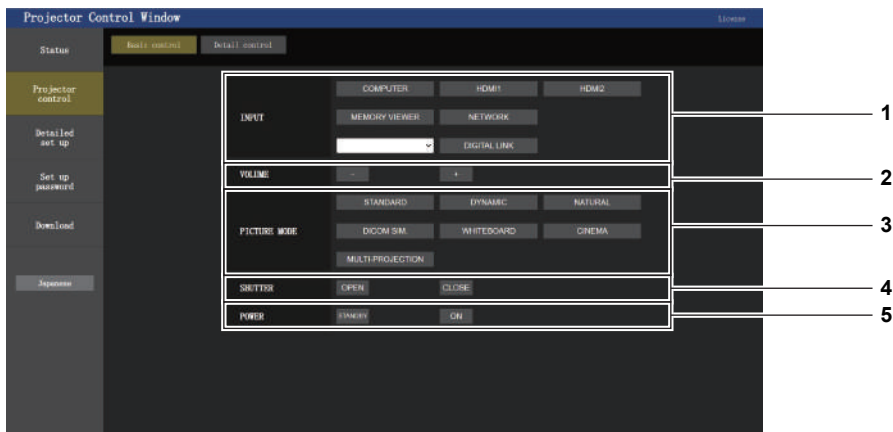 Projector Control Window
License
Status
Basic control
Detail control
Projector
control
Detailed
set up
Set up
password
Download
Japanese
INPUT
COMPUTER
HDMI1
HDMI2
MEMORY VIEWER
NETWORK
DIGITAL LINK
1
VOLUME
-
+
2
PICTURE MODE
STANDARD
DYNAMIC
NATURAL
DICOM SIM.
WHITEBOARD
CINEMA
MULTI-PROJECTION
3
SHUTTER
OPEN
CLOSE
4
POWER
STANDBY
ON
5